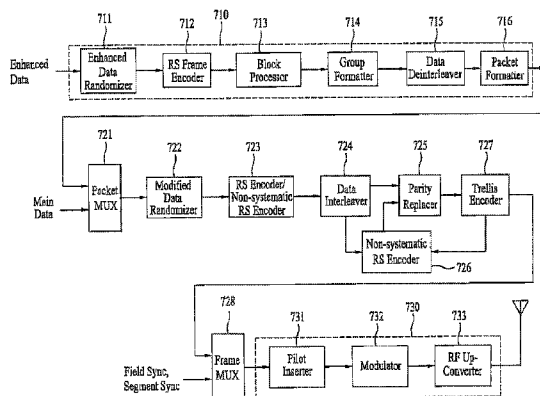 710
711
712
713
714
715
716
Enhanced
Data
Enhanced
Data
Randomizer
RS Frame
Encoder
Block
Processor
Group
Formatter
Data
Deinterleaver
Packet
Formatter
721
722
723
724
725
727
Main
Data
Packet
MUX
Modified
Data
Randomizer
RS Encoder/
Non-systematic
RS Encoder
Data
Interleaver
Parity
Replacer
Trellis
Encoder
Non-systematic
RS Encoder
726
728
730
731
732
733
Field Sync,
Segment Sync
Frame
MUX
Pilot
Inserter
Modulator
RF Up-
Converter